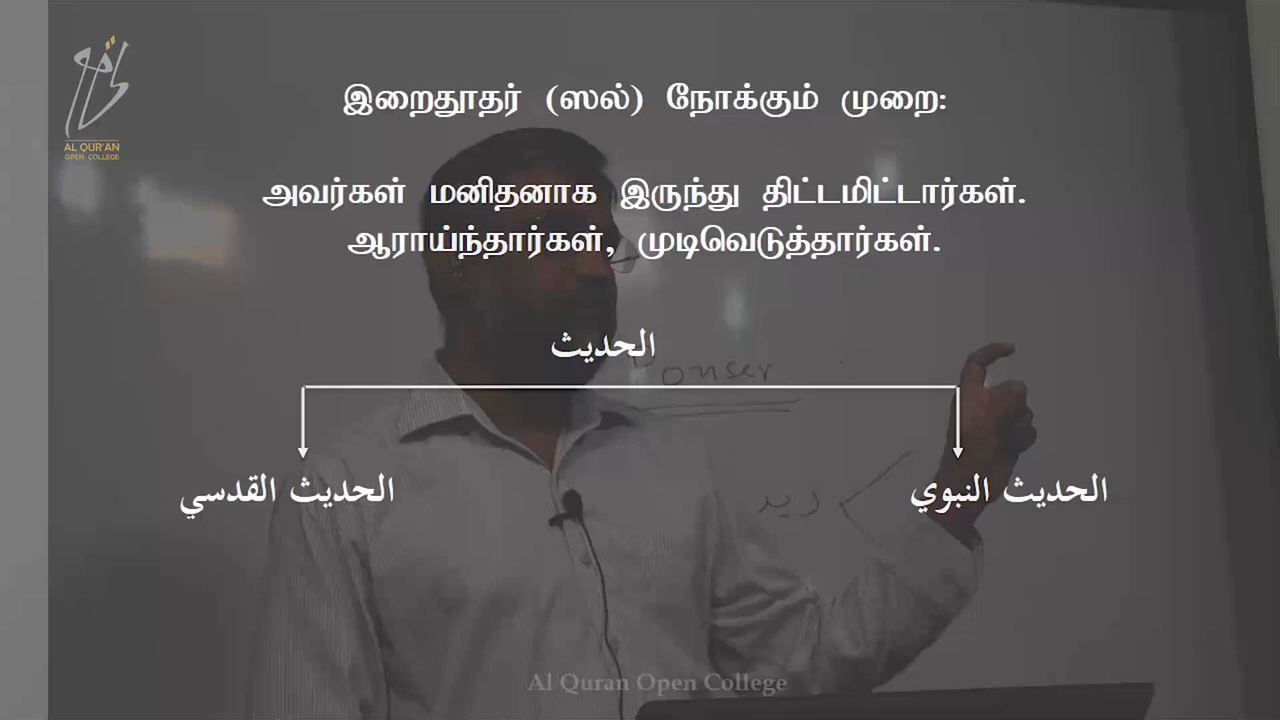 AL QUR'AN
OPEN COLLEGE
இறைதூதர் (ஸல்) நோக்கும் முறை:
அவர்கள் மனிதனாக இருந்து திட்டமிட்டார்கள்.
ஆராய்ந்தார்கள், முடிவெடுத்தார்கள்.
الحديث
الحديث النبوي
الحديث القدسي
Al Quran Open College